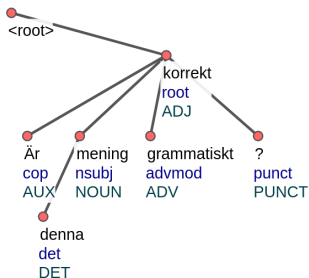 <root>
korrekt
root
ADJ
Är mening grammatiskt ?
cop nsubj advmod punct
AUX NOUN ADV PUNCT
denna
det
DET